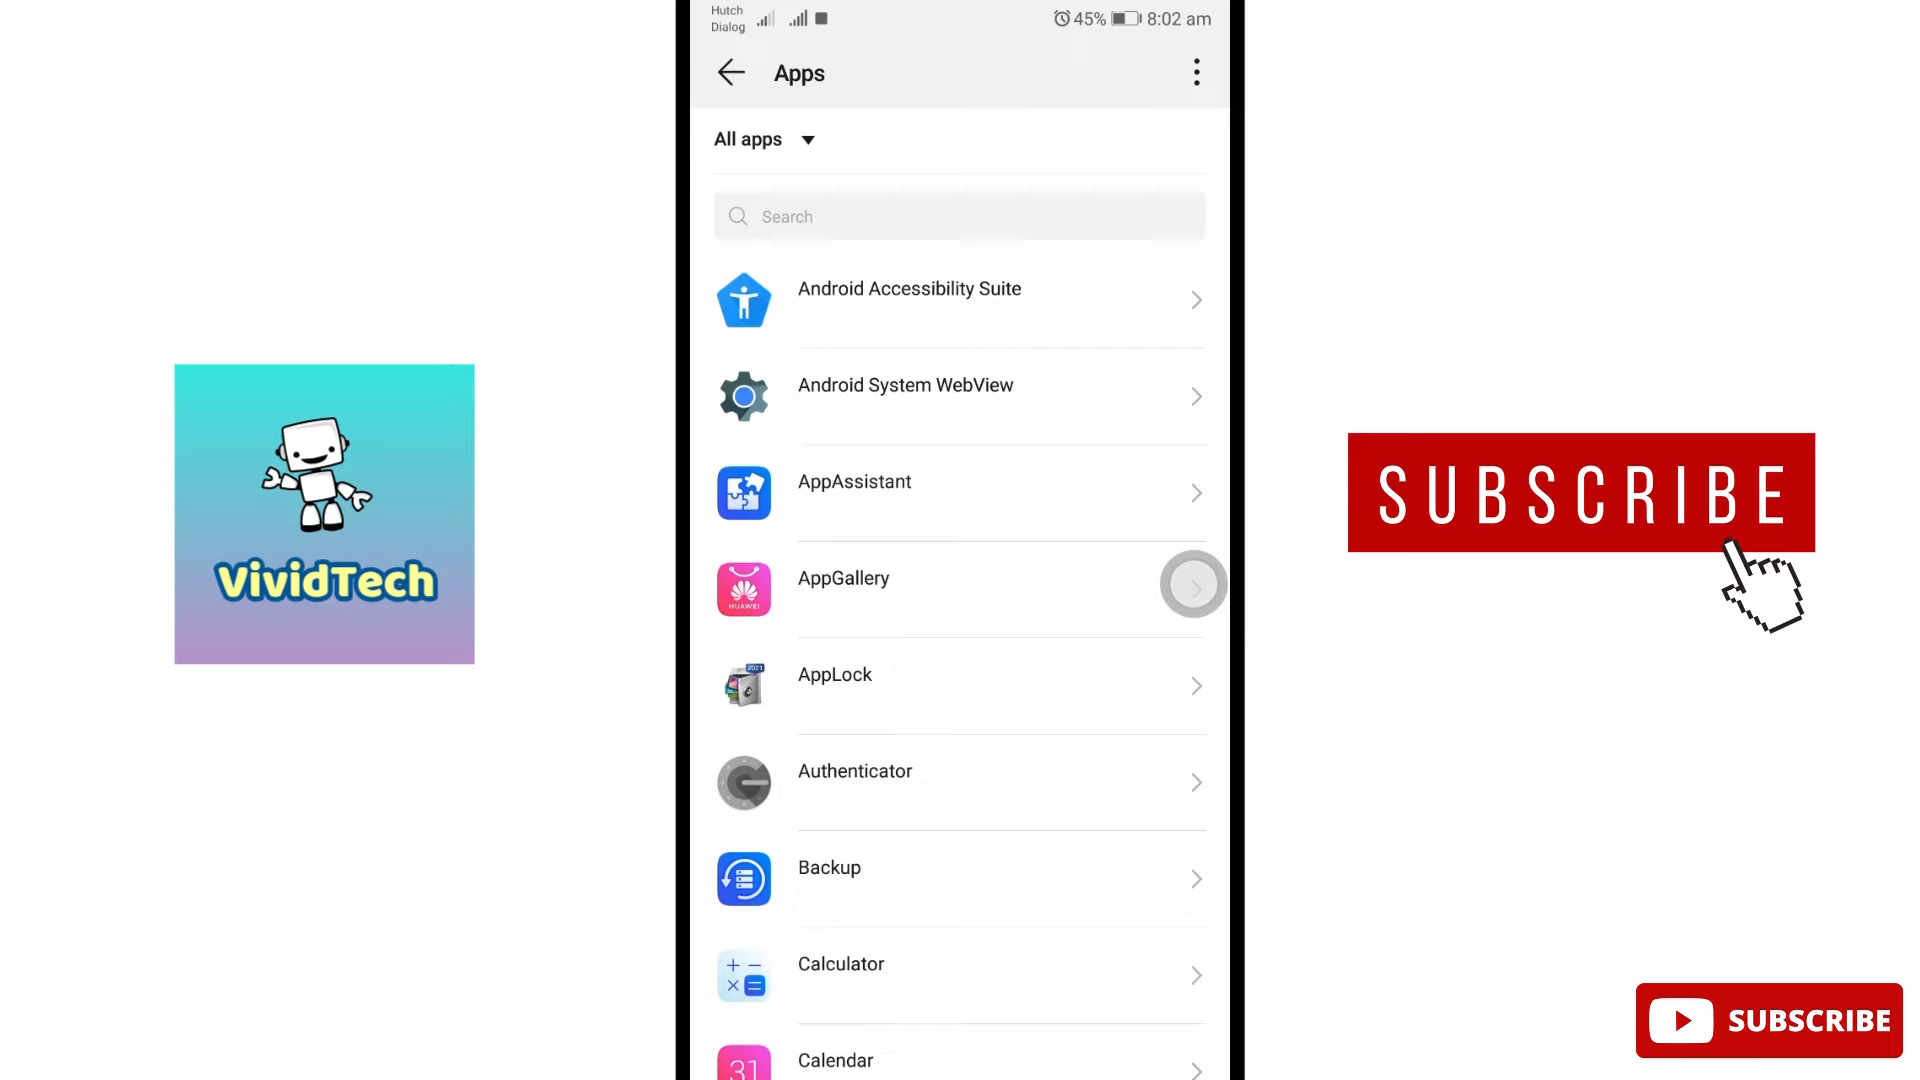 Hutch
Dialog
45%
8:02 am
Apps
All apps
Search
Android Accessibility Suite
Android System WebView
AppAssistant
HUAWEI
AppGallery
2021
AppLock
Authenticator
Backup
Calculator
31
Calendar
VividTech
SUBSCRIBE
SUBSCRIBE